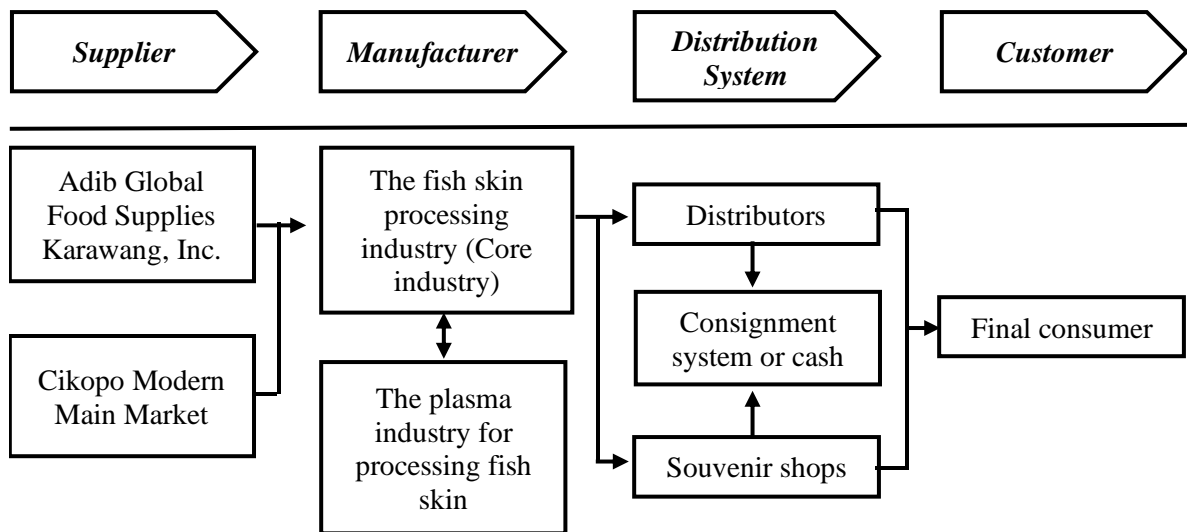 Supplier
Manufacturer
Distribution
System
Customer
Adib Global
Food Supplies
Karawang, Inc.
Cikopo Modern
Main Market
The fish skin
processing
industry (Core
industry)
The plasma
industry for
processing fish
skin
Distributors
Consignment
system or cash
Souvenir shops
Final consumer